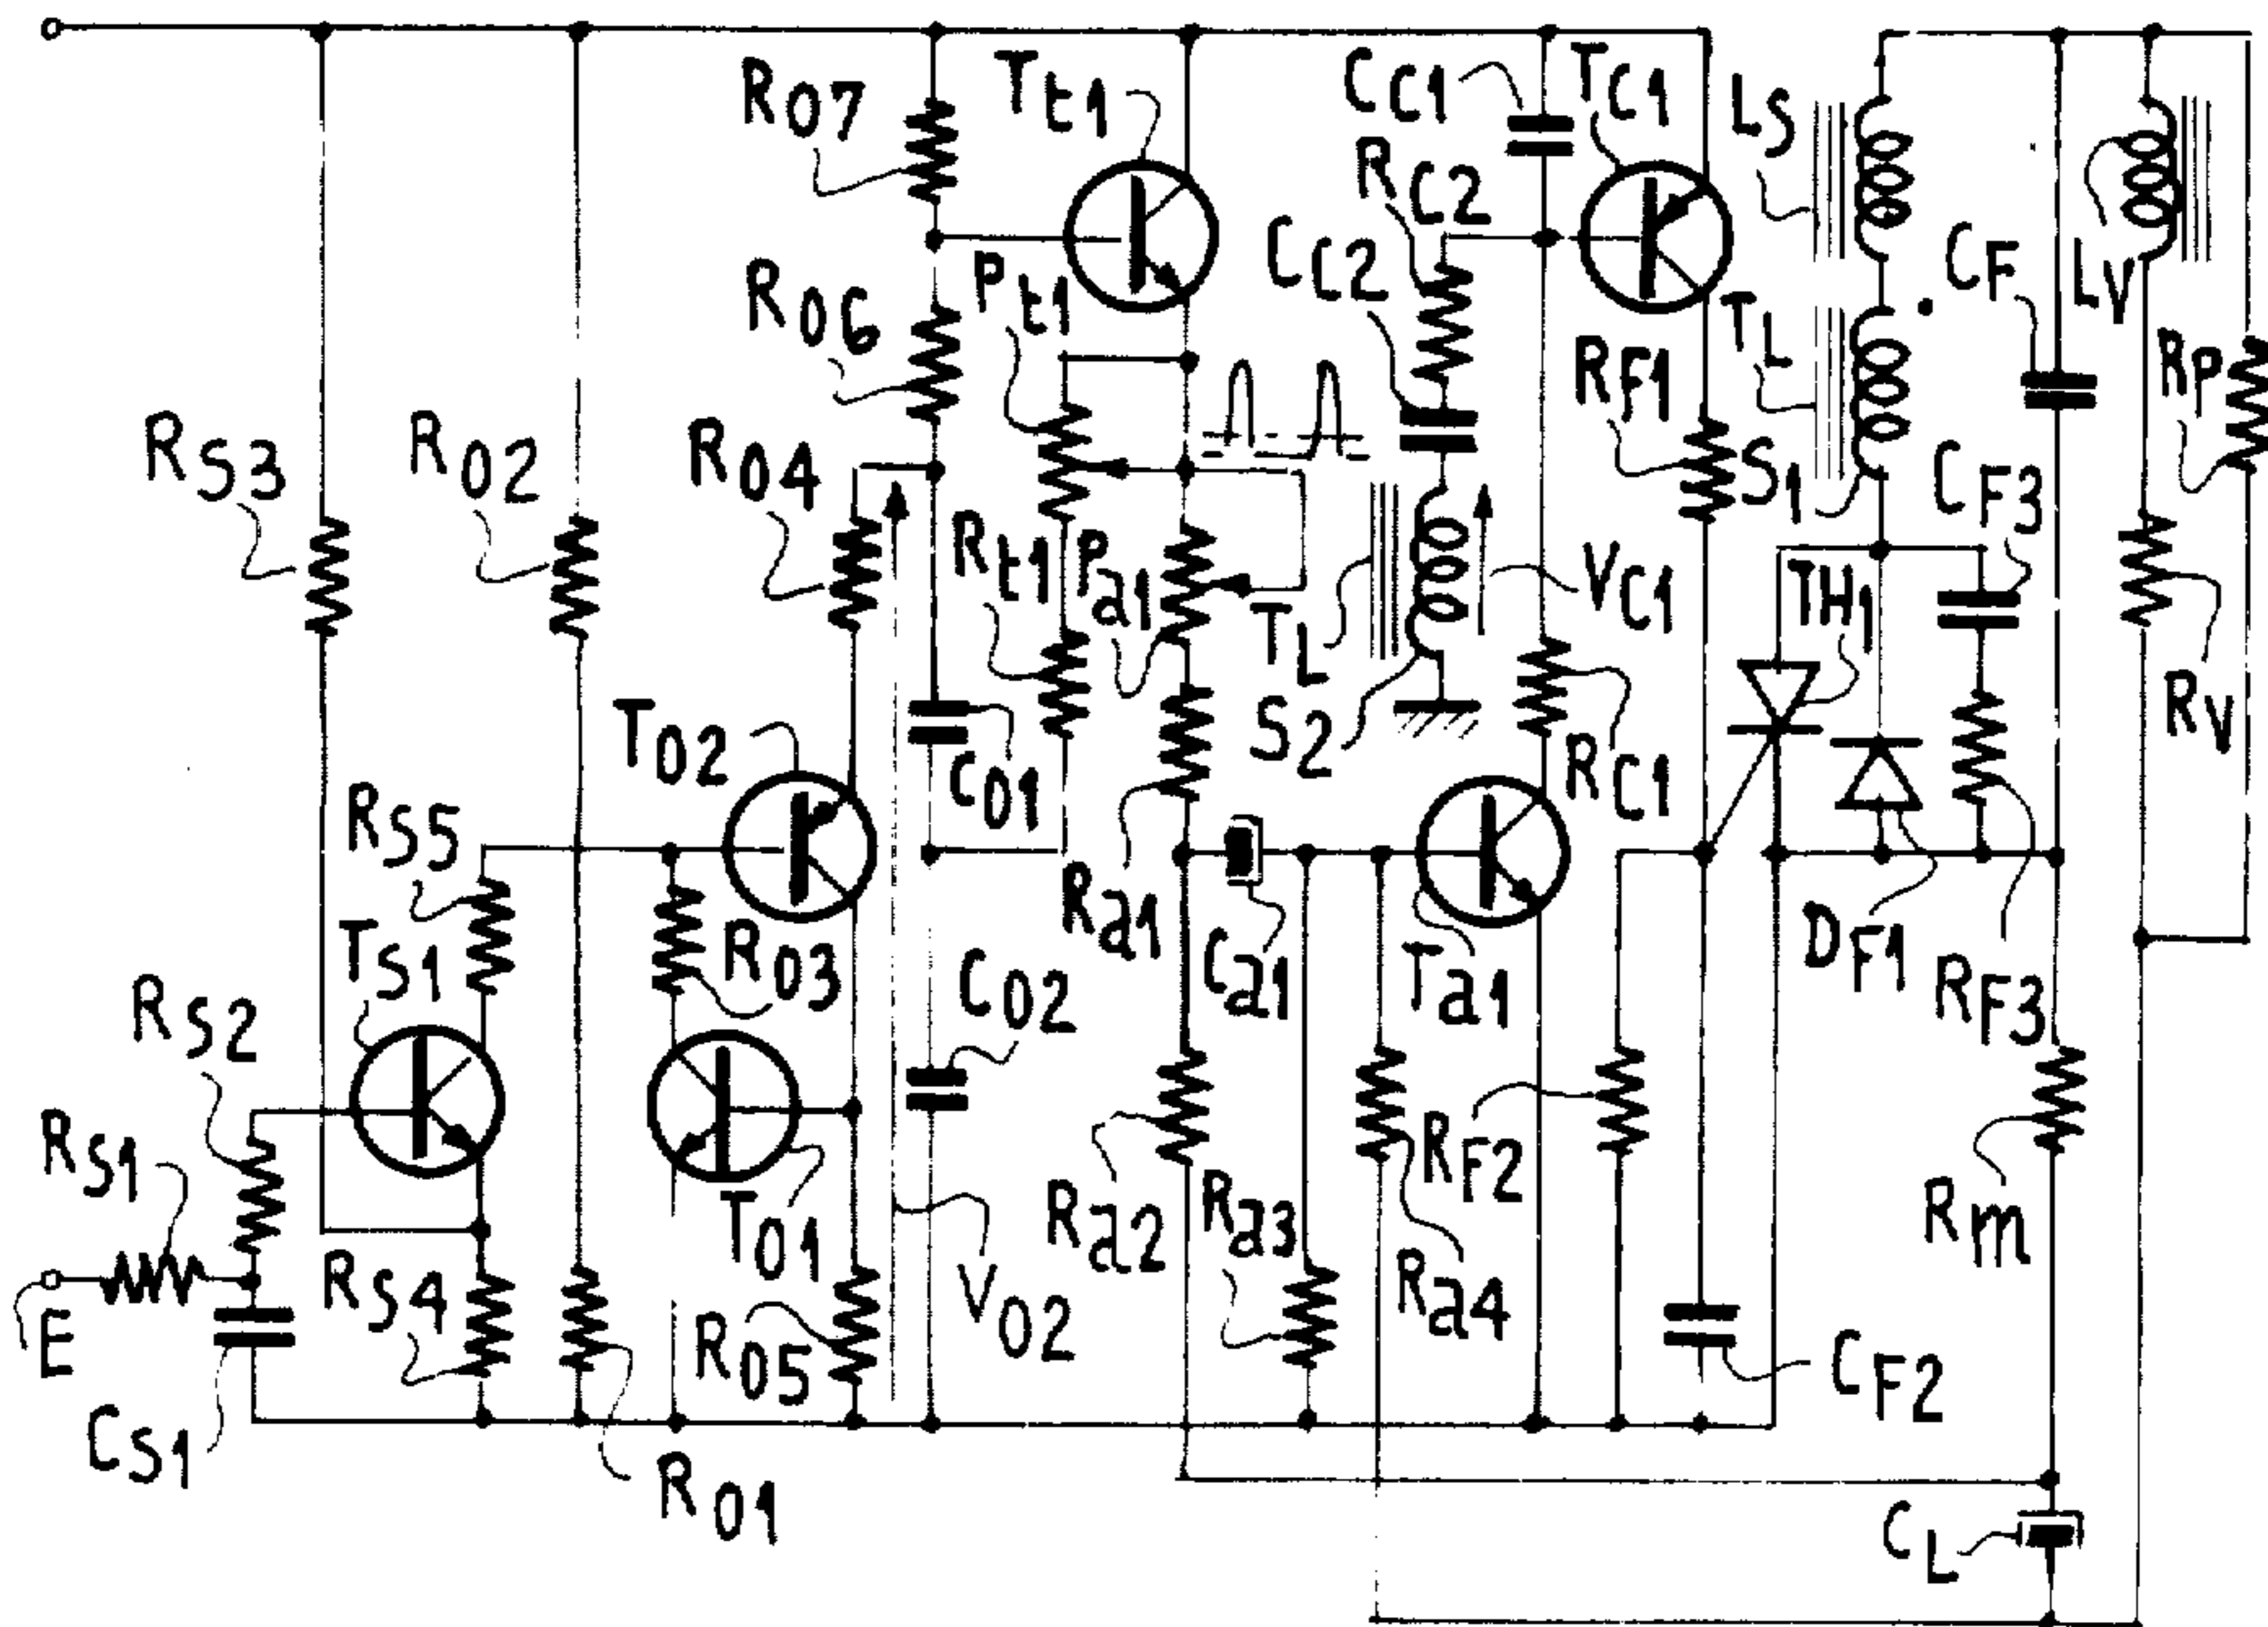 R07
Tt1
CC1
TC1
LS
RC2
CC2
CF
LV
R06
Pt1
TL
RF1
RP
RS3
R02
R04
S1
CF3
Rt1
Pa1
TL
VC1
TH1
RV
T02
S2
C01
RC1
RS5
Ra1
TS1
R03
C02
Ca1
Ta1
DF1
RF3
RS2
RS1
T01
Ra2
Ra3
RF2
Rm
RS4
V02
Ra4
E
R05
CF2
CS1
R01
CL